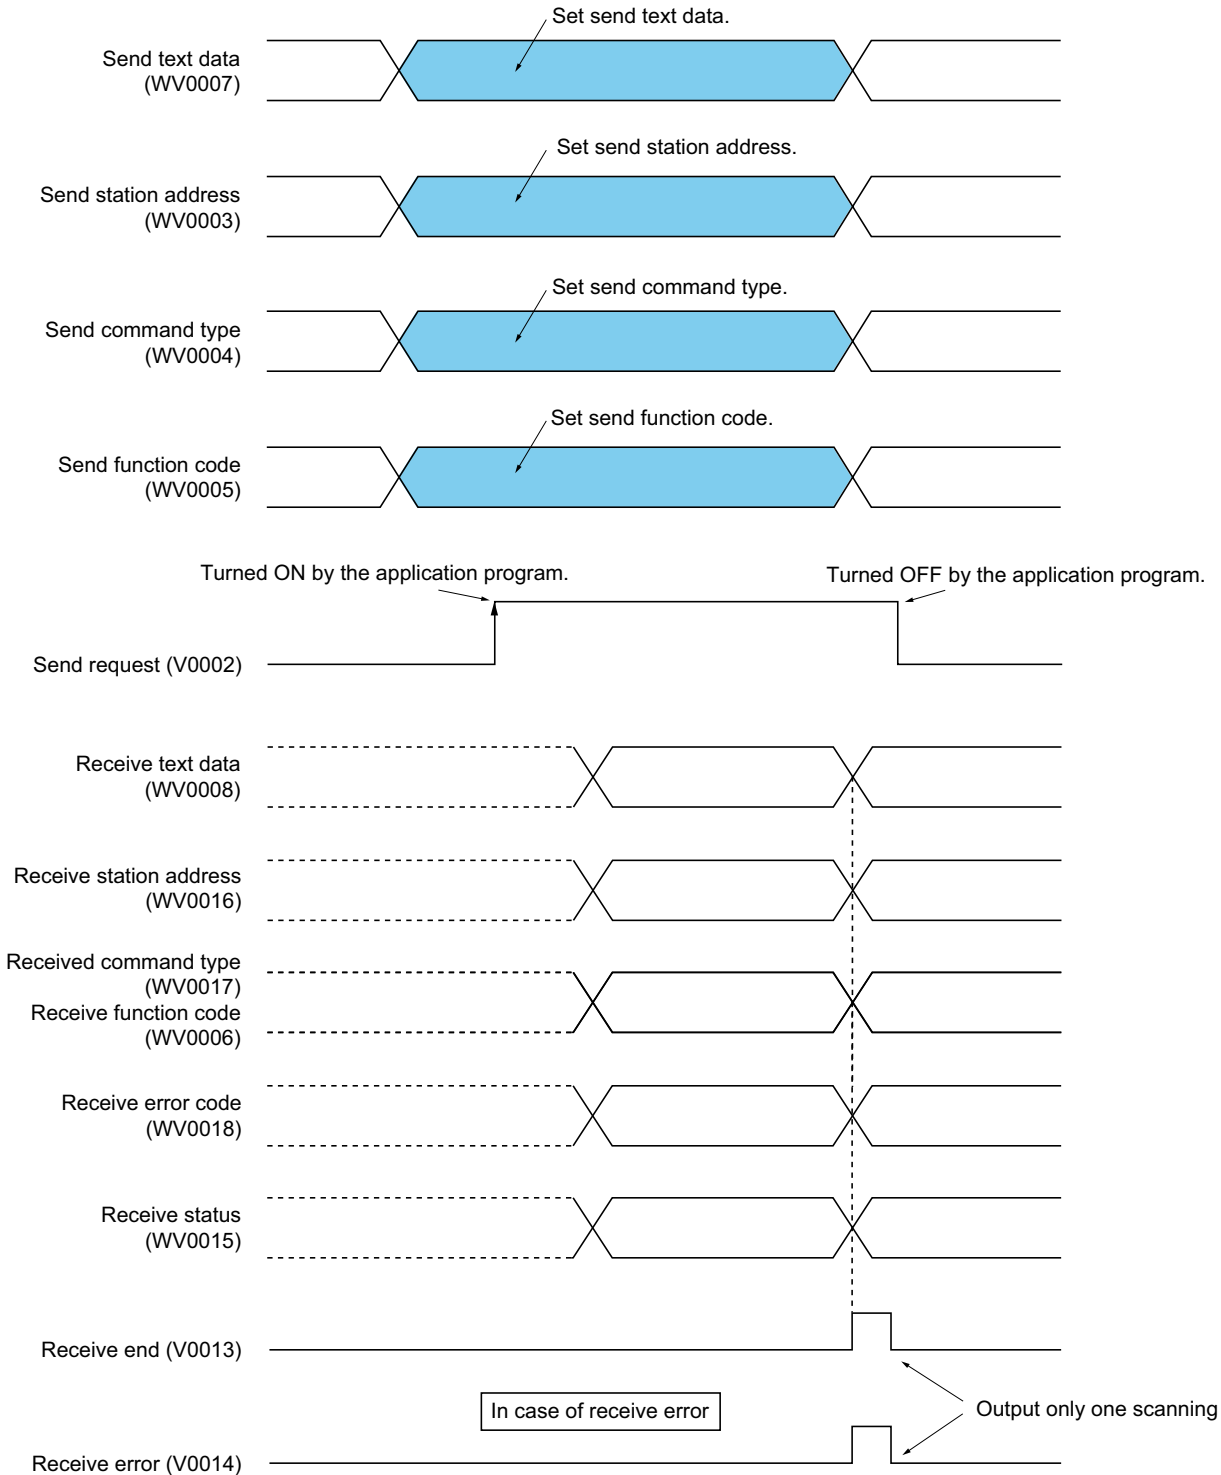 Set send text data.
Send text data
(WV0007)
Set send station address.
Send station address
(WV0003)
Set send command type.
Send command type
(WV0004)
Set send function code.
Send function code
(WV0005)
Turned ON by the application program.
Turned OFF by the application program.
Send request (V0002)
Receive text data
(WV0008)
Receive station address
(WV0016)
Received command type
(WV0017)
Receive function code
(WV0006)
Receive error code
(WV0018)
Receive status
(WV0015)
Receive end (V0013)
In case of receive error
Output only one scanning
Receive error (V0014)